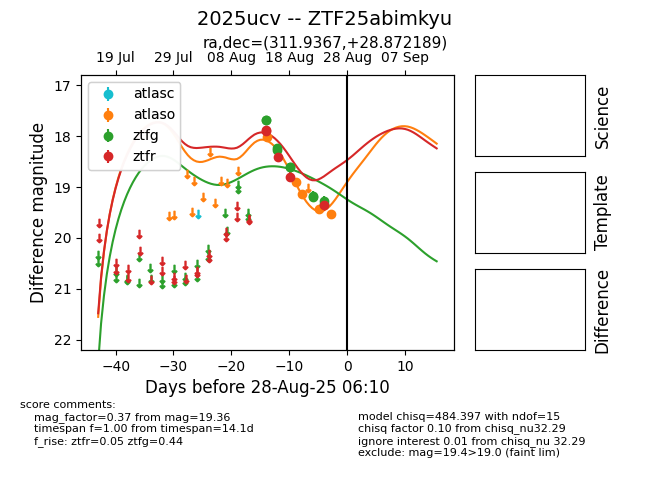 2025ucv -- ZTF25abimkyu
ra,dec=(311.9367,+28.872189)
19 Jul 29 Jul 08 Aug 18 Aug 28 Aug 07 Sep
atlasc
atlaso
ztfg
ztfr
17
18
19
20
21
22
Difference magnitude
−40 −30 −20 −10 0 10
Days before 28-Aug-25 06:10
Science
Template
Difference
score comments:
mag_factor=0.37 from mag=19.36
timespan f=1.00 from timespan=14.1d
f_rise: ztfr=0.05 ztfg=0.44
model chisq=484.397 with ndof=15
chisq factor 0.10 from chisq_nu32.29
ignore interest 0.01 from chisq_nu 32.29
exclude: mag=19.4>19.0 (faint lim)